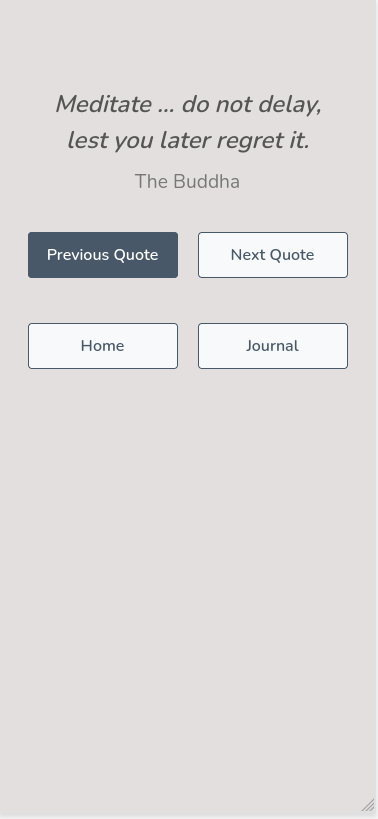 Meditate ... do not delay,
lest you later regret it.
The Buddha
Previous Quote
Next Quote
Home
Journal